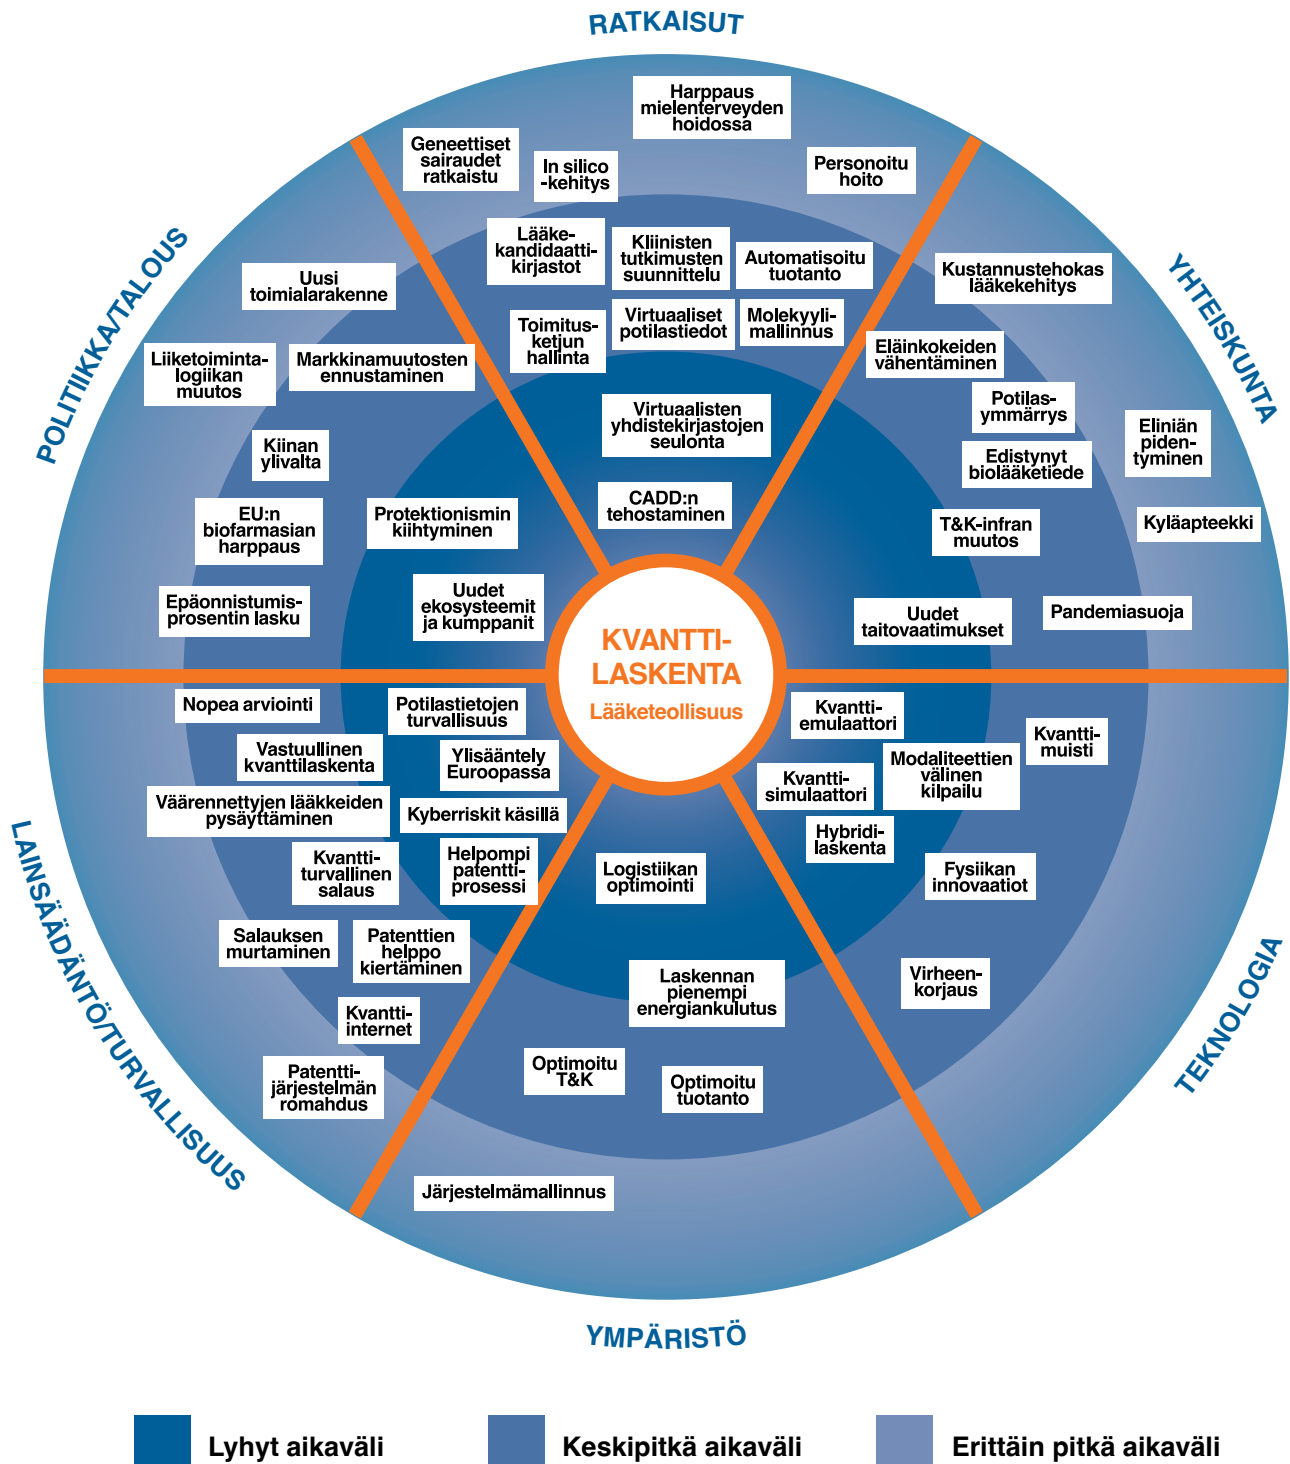 RATKAISUT
Harppaus
mielenterveyden
hoidossa
Geneettiset
sairaudet
ratkaistu
In silico
-kehitys
Personoitu
hoito
Lääke-
kandidaatti-
kirjastot
Kliinisten
tutkimusten
suunnittelu
Automatisoitu
tuotanto
Toimitus-
ketjun
hallinta
Virtuaaliset
potilastiedot
Molekyyli-
mallinnus
Virtuaalisten
yhdistekirjastojen
seulonta
CADD:n
tehostaminen
YHTEISKUNTA
Kustannustehokas
lääkekehitys
Eläinkokeiden
vähentäminen
Potilas-
ymmärrys
Eliniän
piden-
tyminen
Edistynyt
biolääketiede
T&K-infran
muutos
Kyläapteekki
Uudet
taitovaatimukset
Pandemiasuoja
POLITIIKKA/TALOUS
Uusi
toimialarakenne
Liiketoiminta-
logiikan
muutos
Markkinamuutosten
ennustaminen
Kiinan
ylivalta
EU:n
biofarmasian
harppaus
Protektionismin
kiihtyminen
Epäonnistumis-
prosentin lasku
Uudet
ekosysteemit
ja kumppanit
KVANTTI-
LASKENTA
Lääketeollisuus
LAINSÄÄDÄNTÖ/TURVALLISUUS
Nopea arviointi
Potilastietojen
turvallisuus
Vastuullinen
kvanttilaskenta
Ylisääntely
Euroopassa
Väärennettyjen lääkkeiden
pysäyttäminen
Kyberriskit käsillä
Kvantti-
turvallinen
salaus
Helpompi
patentti-
prosessi
Salauksen
murtaminen
Patenttien
helppo
kiertäminen
Kvantti-
internet
Patentti-
järjestelmän
romahdus
TEKNOLOGIA
Kvantti-
emulaattori
Kvantti-
muisti
Modaliteettien
välinen
kilpailu
Kvantti-
simulaattori
Hybridi-
laskenta
Fysiikan
innovaatiot
Virheen-
korjaus
Logistiikan
optimointi
Laskennan
pienempi
energiankulutus
Optimoitu
T&K
Optimoitu
tuotanto
Järjestelmämallinnus
YMPÄRISTÖ
Lyhyt aikaväli
Keskipitkä aikaväli
Erittäin pitkä aikaväli